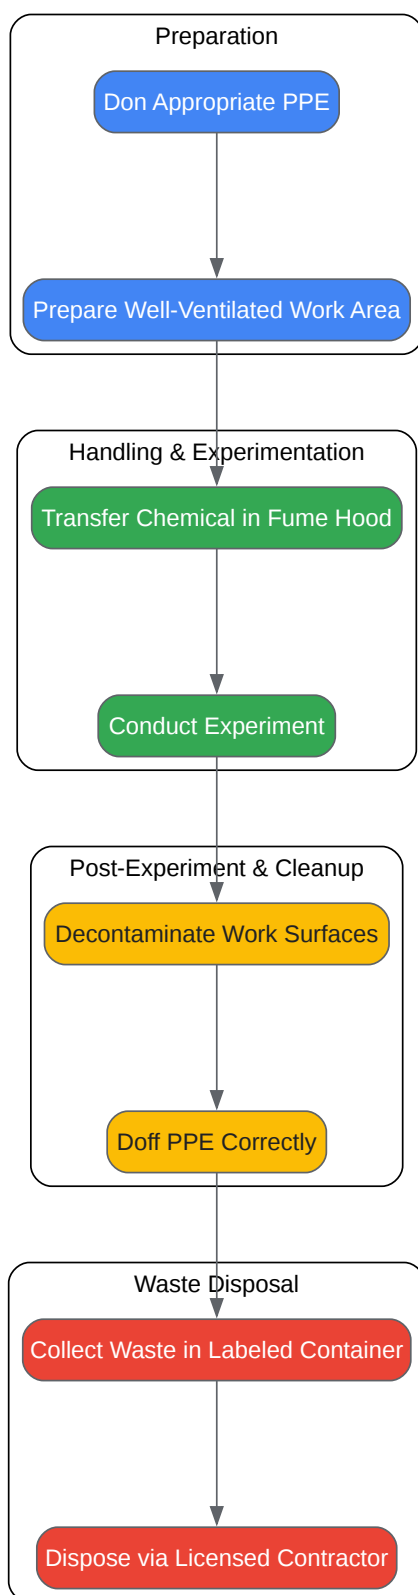 Preparation
Don Appropriate PPE
Prepare Well-Ventilated Work Area
Handling & Experimentation
Transfer Chemical in Fume Hood
Conduct Experiment
Post-Experiment & Cleanup
Decontaminate Work Surfaces
Doff PPE Correctly
Waste Disposal
Collect Waste in Labeled Container
Dispose via Licensed Contractor